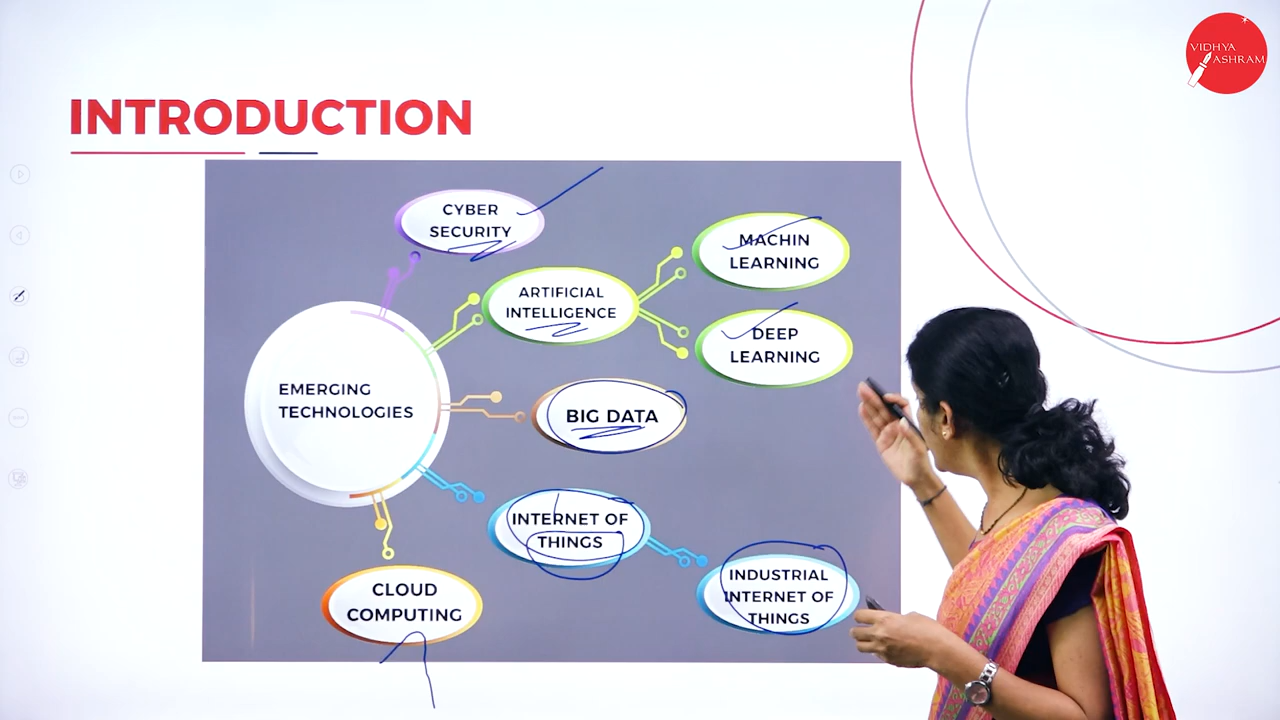 VIDHYA
ASHRAM
INTRODUCTION
CYBER
SECURITY
MACHIN
LEARNING
ARTIFICIAL
INTELLIGENCE
DEEP
LEARNING
EMERGING
TECHNOLOGIES
BIG DATA
INTERNET OF
THINGS
INDUSTRIAL
INTERNET OF
THINGS
CLOUD
COMPUTING